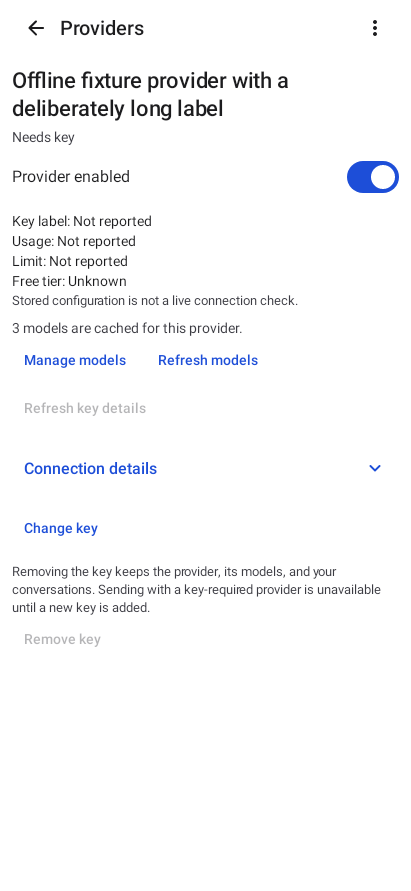 Providers
Offline fixture provider with a
deliberately long label
Needs key
Provider enabled
Key label: Not reported
Usage: Not reported
Limit: Not reported
Free tier: Unknown
Stored configuration is not a live connection check.
3 models are cached for this provider.
Manage models Refresh models
Refresh key details
Connection details
Change key
Removing the key keeps the provider, its models, and your
conversations. Sending with a key-required provider is unavailable
until a new key is added.
Remove key